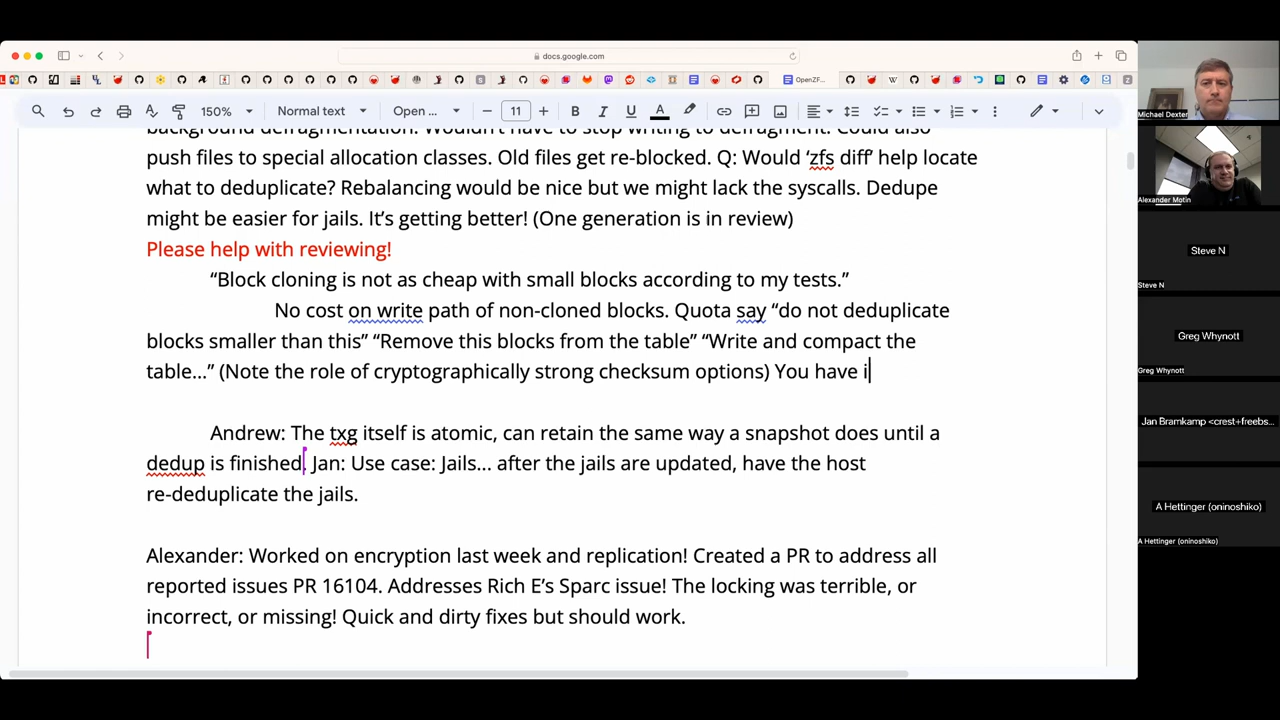 docs.google.com
OpenZF...
150%
Normal text
Open ...
11
background defragmentation. Wouldn't have to stop writing to defragment. Could also
push files to special allocation classes. Old files get re-blocked. Q: Would ‘zfs diff’ help locate
what to deduplicate? Rebalancing would be nice but we might lack the syscalls. Dedupe
might be easier for jails. It’s getting better! (One generation is in review)
Please help with reviewing!
“Block cloning is not as cheap with small blocks according to my tests.”
No cost on write path of non-cloned blocks. Quota say “do not deduplicate
blocks smaller than this” “Remove this blocks from the table” “Write and compact the
table...” (Note the role of cryptographically strong checksum options) You have i
Andrew: The txg itself is atomic, can retain the same way a snapshot does until a
dedup is finished. Jan: Use case: Jails... after the jails are updated, have the host
re-deduplicate the jails.
Alexander: Worked on encryption last week and replication! Created a PR to address all
reported issues PR 16104. Addresses Rich E’s Sparc issue! The locking was terrible, or
incorrect, or missing! Quick and dirty fixes but should work.
Michael Dexter
Alexander Motin
Steve N
Steve N
Greg Whynott
Greg Whynott
Jan Bramkamp <crest+freebs...
A Hettinger (oninoshiko)
A Hettinger (oninoshiko)